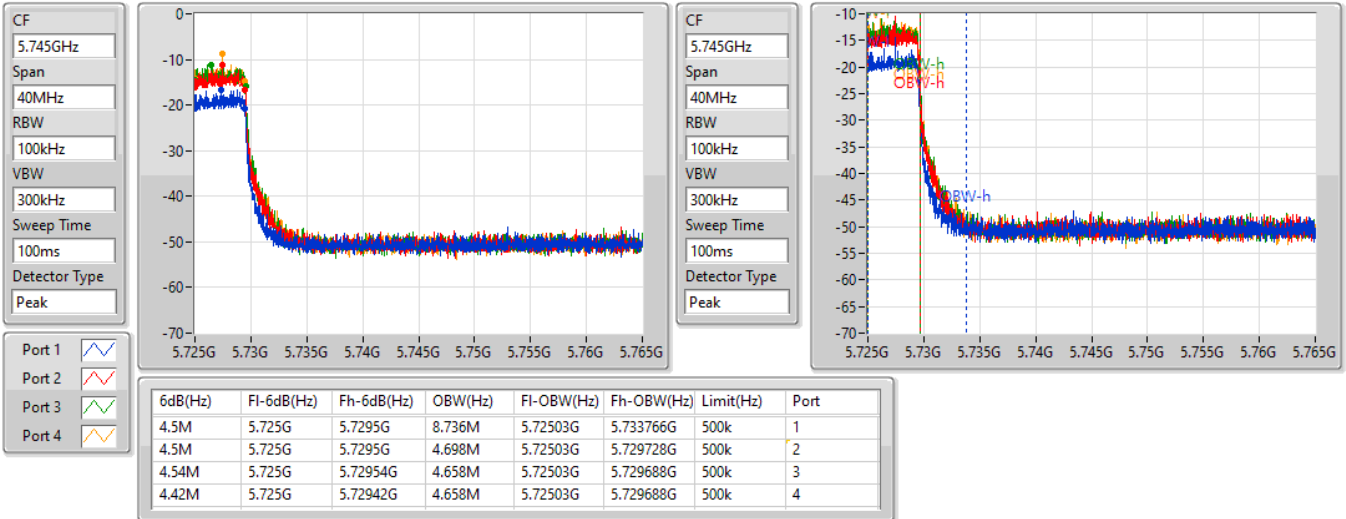 CF
5.745GHz
Span
40MHz
RBW
100kHz
VBW
300kHz
Sweep Time
100ms
Detector Type
Peak
0
-10
-20
-30
-40
-50
-60
-70
5.725G 5.73G 5.735G 5.74G 5.745G 5.75G 5.755G 5.76G 5.765G
CF
5.745GHz
Span
40MHz
RBW
100kHz
VBW
300kHz
Sweep Time
100ms
Detector Type
Peak
-10
-15
-20
-25
-30
-35
-40
-45
-50
-55
-60
-65
-70
OBW-h
OBW-h
OBW-h
OBW-h
5.725G 5.73G 5.735G 5.74G 5.745G 5.75G 5.755G 5.76G 5.765G
Port 1
Port 2
Port 3
Port 4
6dB(Hz) Fl-6dB(Hz) Fh-6dB(Hz) OBW(Hz) Fl-OBW(Hz) Fh-OBW(Hz) Limit(Hz) Port
4.5M 5.725G 5.7295G 8.736M 5.72503G 5.733766G 500k 1
4.5M 5.725G 5.7295G 4.698M 5.72503G 5.729728G 500k 2
4.54M 5.725G 5.72954G 4.658M 5.72503G 5.729688G 500k 3
4.42M 5.725G 5.72942G 4.658M 5.72503G 5.729688G 500k 4